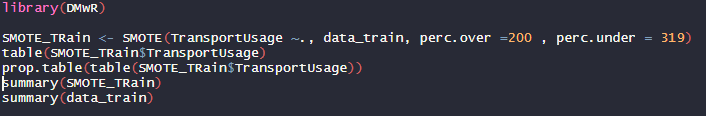 library(DMwR)
SMOTE_TRain <- SMOTE(TransportUsage ~., data_train, perc.over =200 , perc.under = 319)
table(SMOTE_TRain$TransportUsage)
prop.table(table(SMOTE_TRain$TransportUsage))
summary(SMOTE_TRain)
summary(data_train)